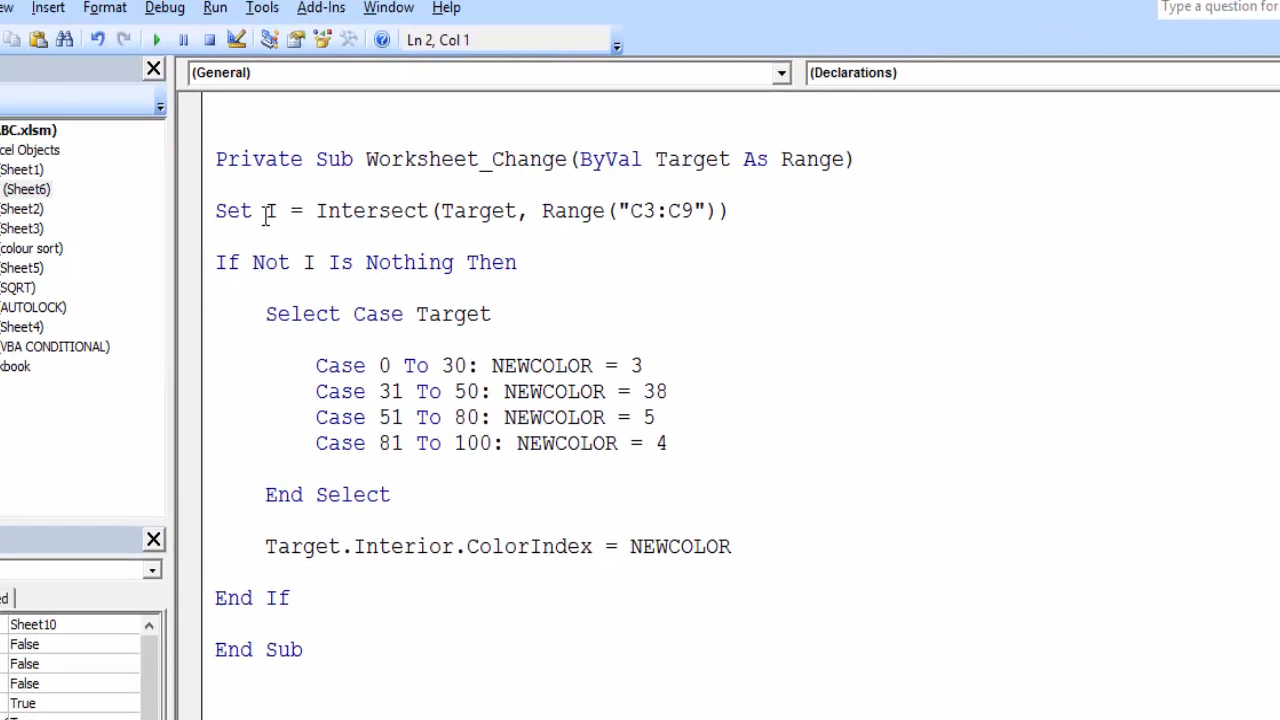 ew Insert Format Debug Run Tools Add-Ins Window Help
Type a question for
Ln 2, Col 1
(General)
(Declarations)
BC.xlsm)
cel Objects
(Sheet1)
(Sheet6)
(Sheet2)
(Sheet3)
(colour sort)
(Sheet5)
(SQRT)
(AUTOLOCK)
(Sheet4)
(VBA CONDITIONAL)
kbook
ed
Sheet10
False
False
False
True
Private Sub Worksheet_Change(ByVal Target As Range)
Set I = Intersect(Target, Range("C3:C9"))
If Not I Is Nothing Then
Select Case Target
Case 0 To 30: NEWCOLOR = 3
Case 31 To 50: NEWCOLOR = 38
Case 51 To 80: NEWCOLOR = 5
Case 81 To 100: NEWCOLOR = 4
End Select
Target.Interior.ColorIndex = NEWCOLOR
End If
End Sub